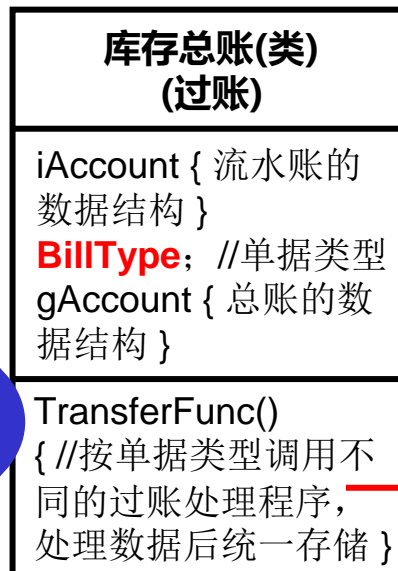 库存总账(类)
(过账)
iAccount { 流水账的
数据结构 }
BillType；//单据类型
gAccount { 总账的数
据结构 }
TransferFunc()
{ //按单据类型调用不
同的过账处理程序，
处理数据后统一存储 }